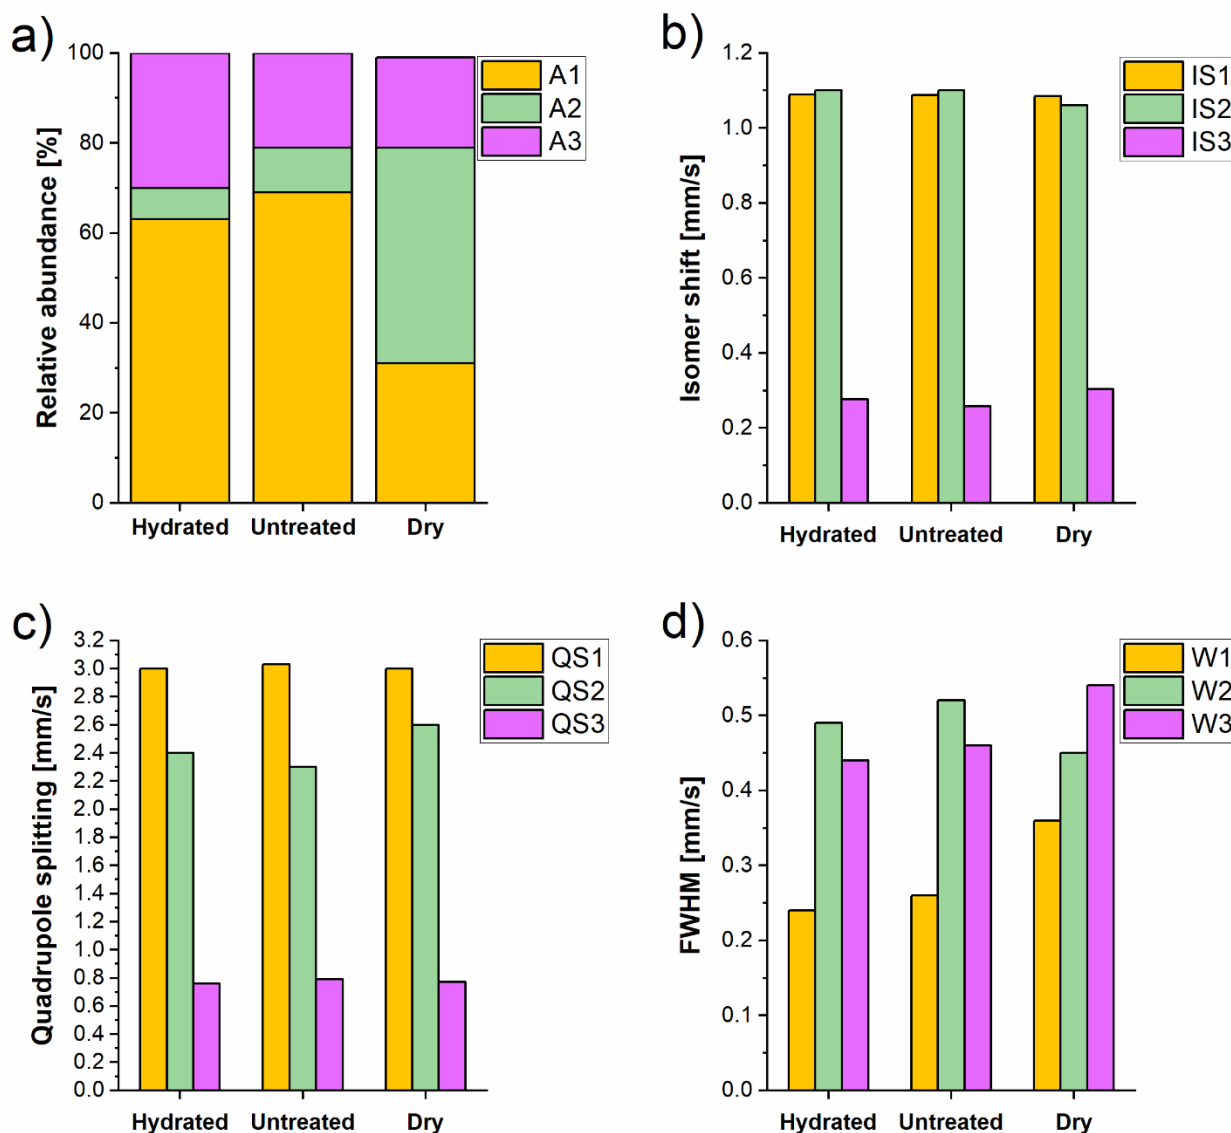 a)
Relative abundance [%]
100
80
60
40
20
0
Hydrated Untreated Dry
A1
A2
A3
b)
Isomer shift [mm/s]
1.2
1.0
0.8
0.6
0.4
0.2
0.0
Hydrated Untreated Dry
IS1
IS2
IS3
c)
Quadrupole splitting [mm/s]
3.2
3.0
2.8
2.6
2.4
2.2
2.0
1.8
1.6
1.4
1.2
1.0
0.8
0.6
0.4
0.2
0.0
Hydrated Untreated Dry
QS1
QS2
QS3
d)
FWHM [mm/s]
0.6
0.5
0.4
0.3
0.2
0.1
0.0
Hydrated Untreated Dry
W1
W2
W3